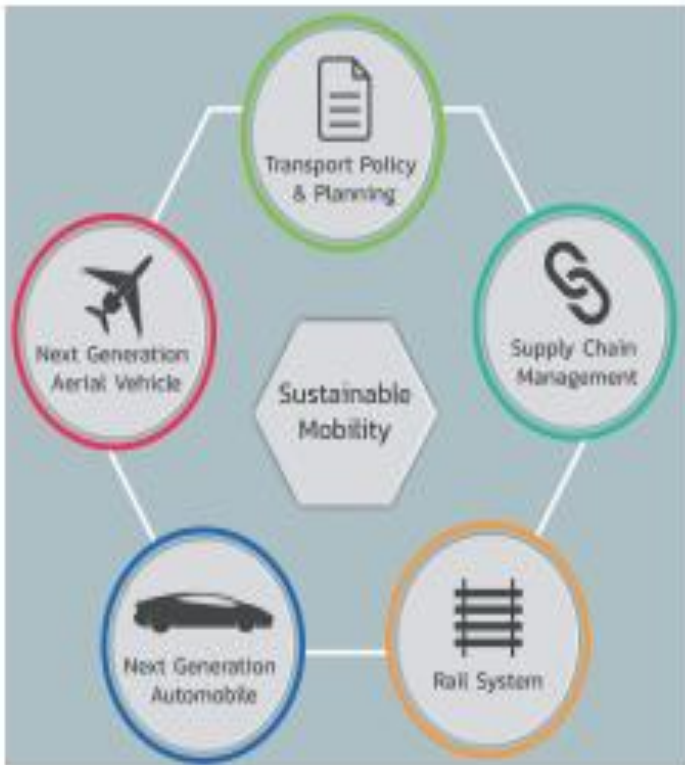 Transport Policy
& Planning
Next Generation
Aerial Vehicle
Supply Chain
Management
Sustainable
Mobility
Next Generation
Automobile
Rail System